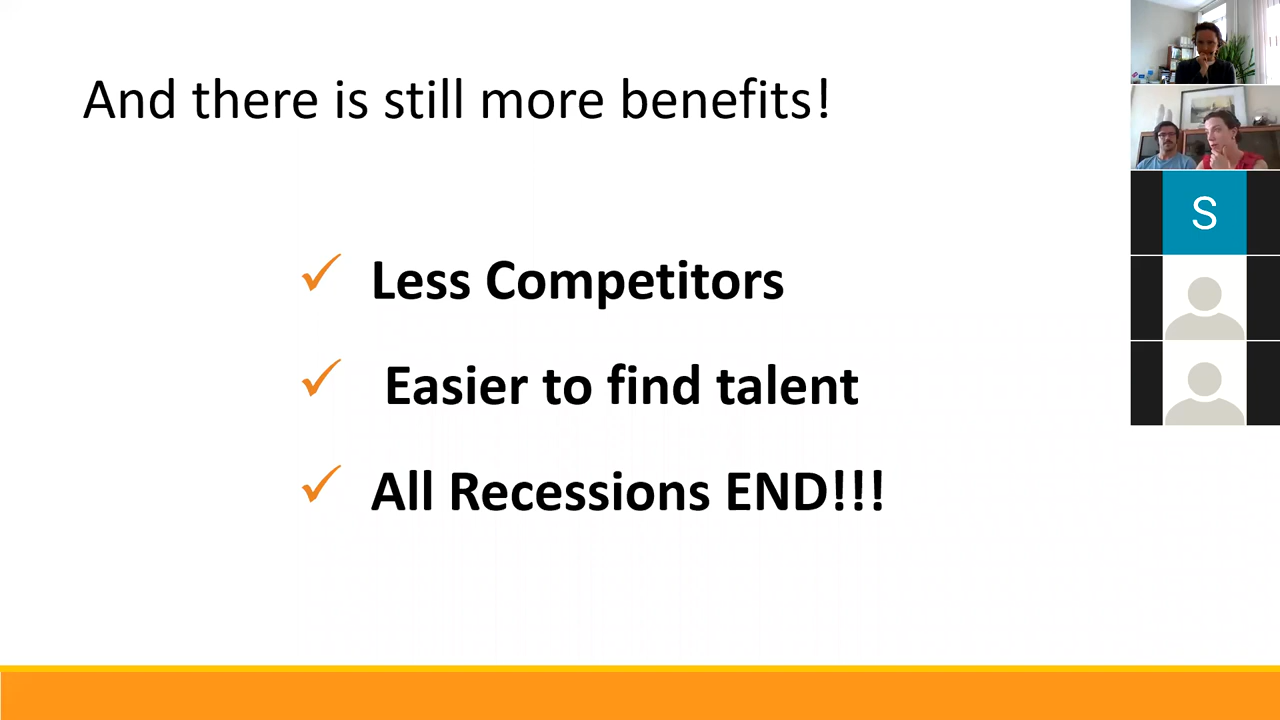 And there is still more benefits!
✓ Less Competitors
✓ Easier to find talent
✓ All Recessions END!!!
S